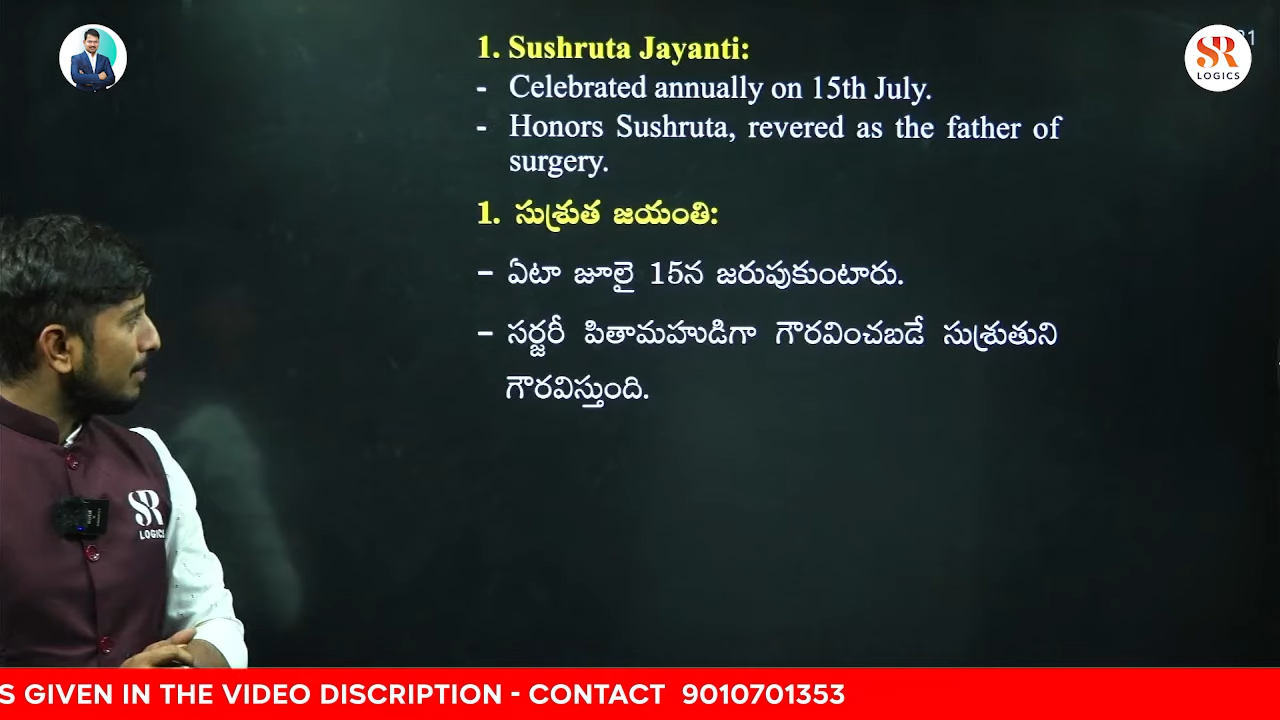 1. Sushruta Jayanti:
- Celebrated annually on 15th July.
- Honors Sushruta, revered as the father of
surgery.
1. సుశ్రుత జయంతి:
- ఏటా జూలై 15న జరుపుకుంటారు.
- సర్జరీ పితామహుడిగా గౌరవించబడే సుశ్రుతుని
గౌరవిస్తుంది.
SR
LOGICS
SR
LOGICS
S GIVEN IN THE VIDEO DISCRIPTION - CONTACT 9010701353